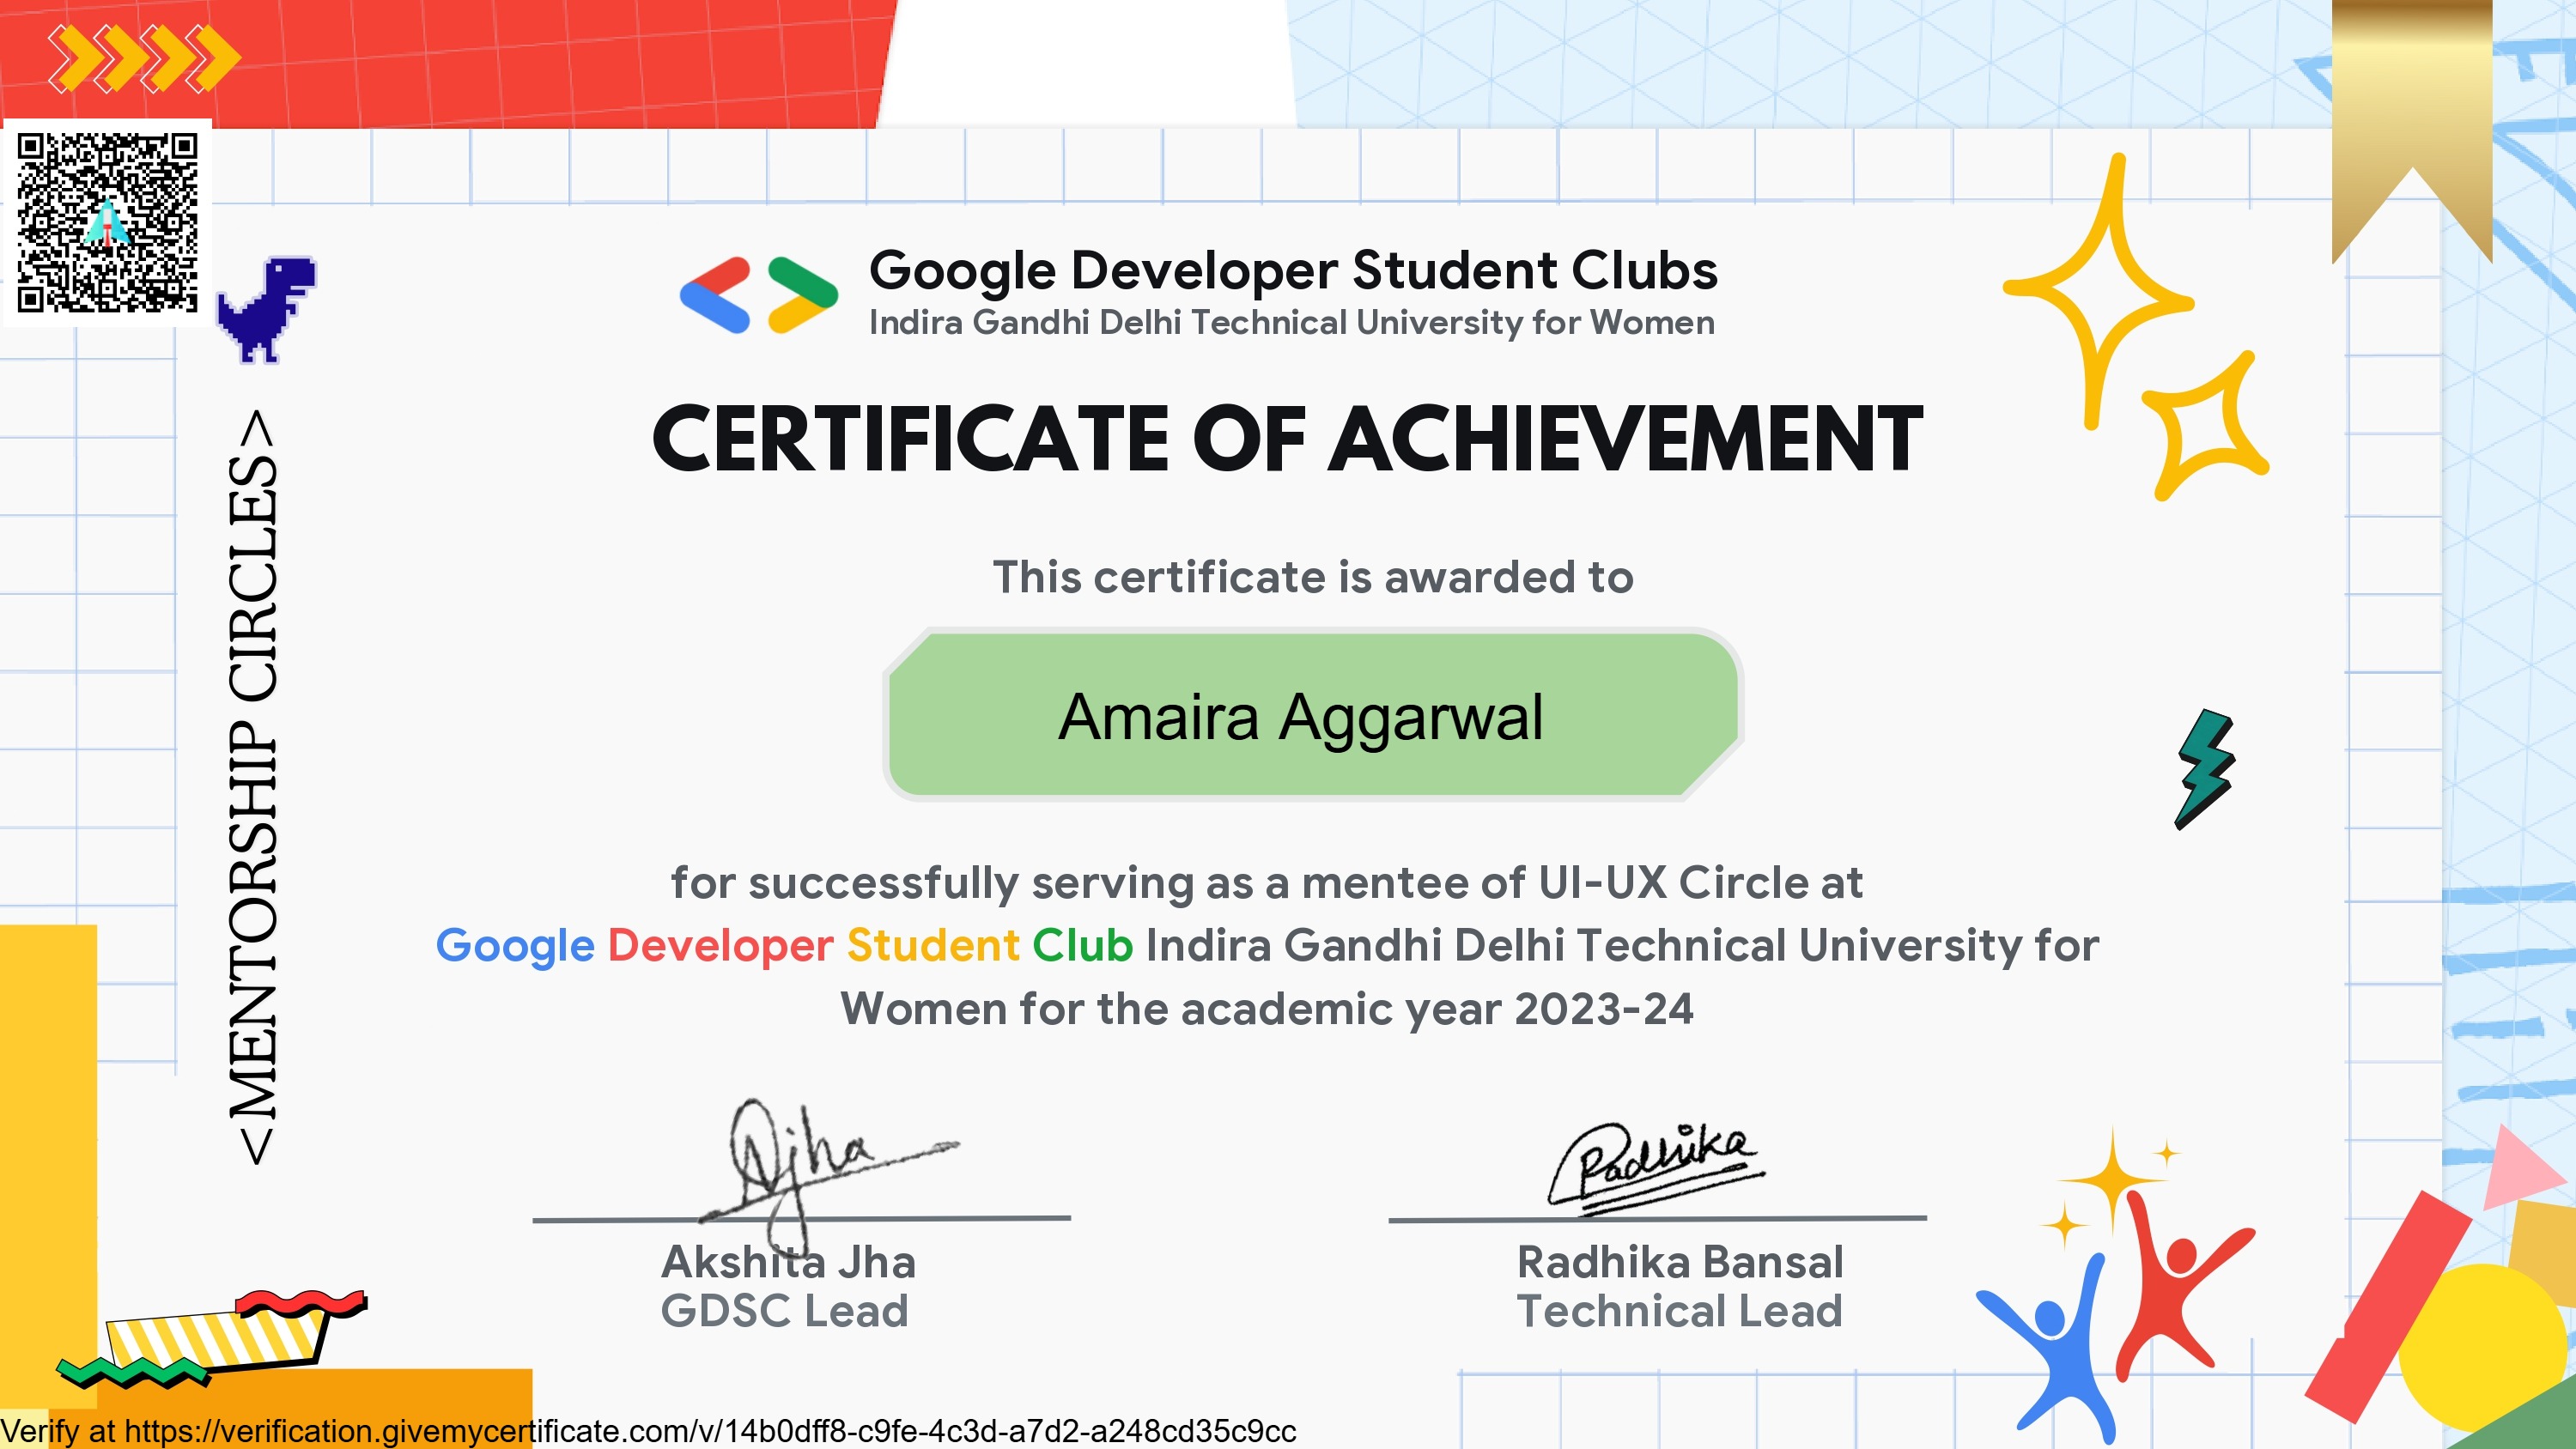 Google Developer Student Clubs
Indira Gandhi Delhi Technical University for Women
CERTIFICATE OF ACHIEVEMENT
<MENTORSHIP CIRCLES>
This certificate is awarded to
Amaira Aggarwal
for successfully serving as a mentee of UI-UX Circle at
Google Developer Student Club Indira Gandhi Delhi Technical University for
Women for the academic year 2023-24
Ajha
Radhika
Akshita Jha
GDSC Lead
Radhika Bansal
Technical Lead
Verify at https://verification.givemycertificate.com/v/14b0dff8-c9fe-4c3d-a7d2-a248cd35c9cc